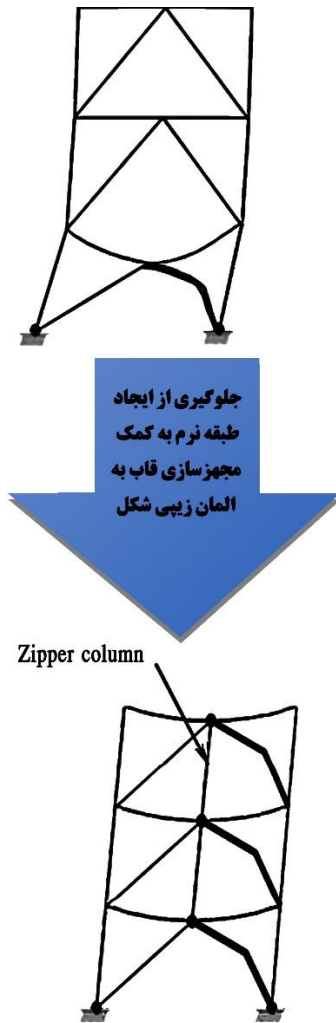 جلوگیری از ایجاد
طبقه نرم به کمک
مجهزسازی قاب به
المان زیپی شکل
Zipper column